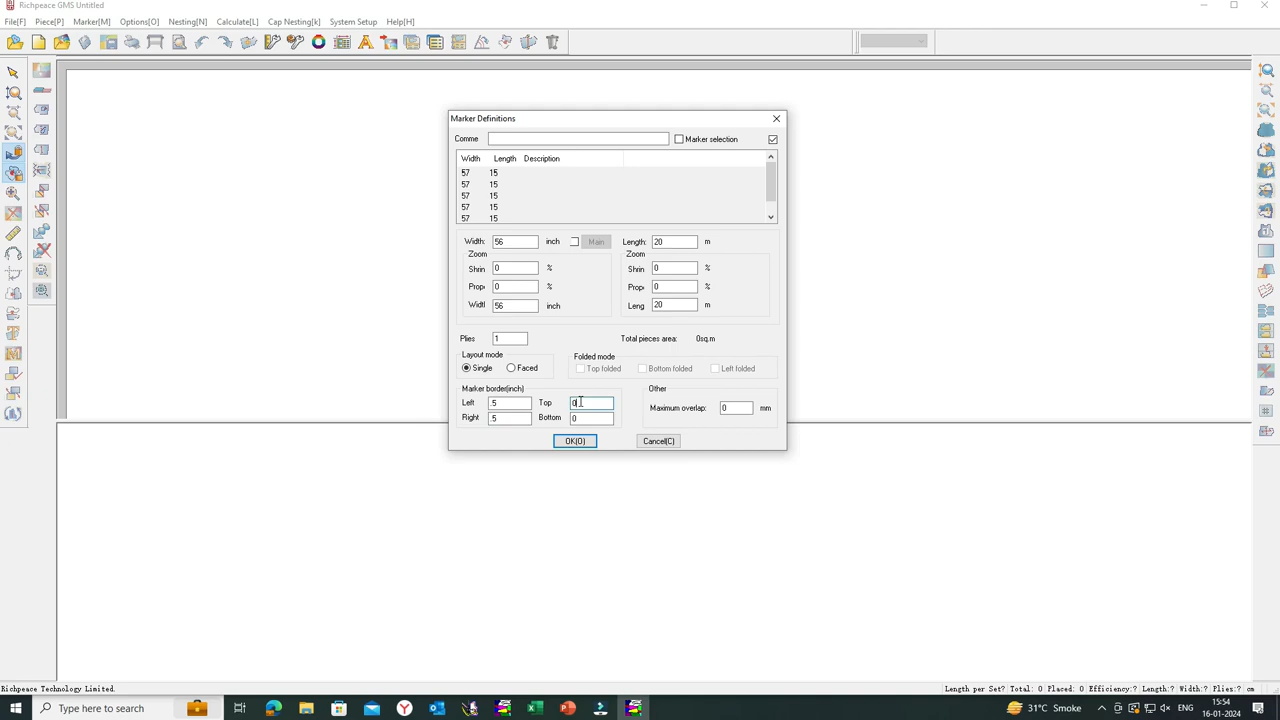 Richpeace GMS Untitled
File[F] Piece[P] Marker[M] Options[O] Nesting[N] Calculate[L] Cap Nesting[k] System Setup Help[H]
Marker Definitions
Comme Marker selection
Width Length Description
57 15
57 15
57 15
57 15
57 15
Width: 56 inch Main Length: 20 m
Zoom Zoom
Shrin 0 % Shrin 0 %
Prope 0 % Prope 0 %
Widtl 56 inch Leng 20 m
Plies 1 Total pieces area: 0sq.m
Layout mode Folded mode
Single Faced Top folded Bottom folded Left folded
Marker border(inch) Other
Left .5 Top 0 Maximum overlap: 0 mm
Right .5 Bottom 0
OK(O) Cancel(C)
Richpeace Technology Limited. Length per Set? Total: 0 Placed: 0 Efficiency:? Length:? Width:? Plies:? cm
Type here to search 31°C Smoke ENG 15:54
16-01-2024